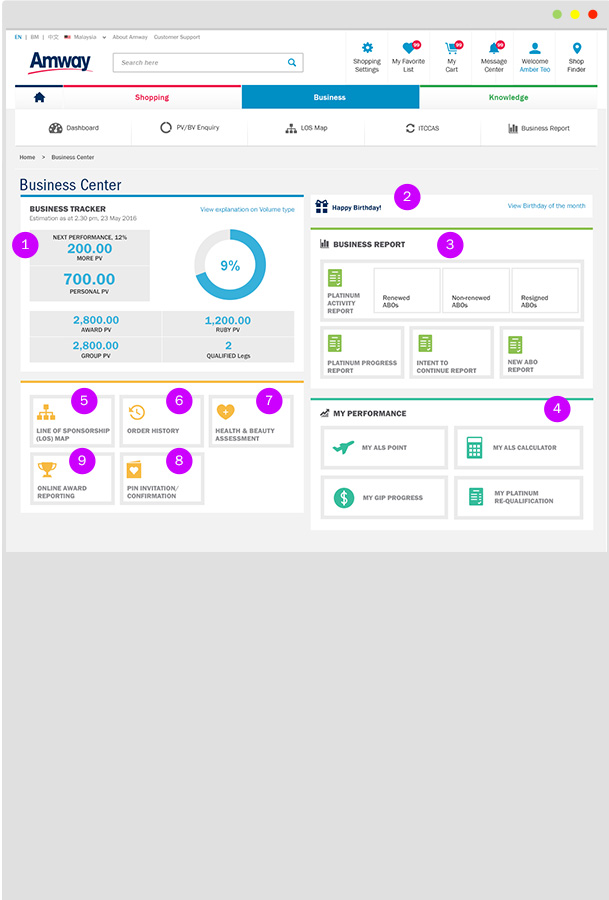 EN | BM | 中文 Malaysia About Amway Customer Support
Amway
Search here
Shopping Settings
My Favorite List
99
My Cart
99
Message Center
99
Welcome Amber Teo
Shop Finder
Shopping
Business
Knowledge
Dashboard
PV/BV Enquiry
LOS Map
ITCCAS
Business Report
Home > Business Center
Business Center
BUSINESS TRACKER
View explanation on Volume type
Estimation as at 2.30 pm, 23 May 2016
1
NEXT PERFORMANCE, 12%
200.00
MORE PV
700.00
PERSONAL PV
9%
2,800.00
AWARD PV
1,200.00
RUBY PV
2,800.00
GROUP PV
2
QUALIFIED Legs
2
Happy Birthday!
View Birthday of the month
BUSINESS REPORT
3
PLATINUM
ACTIVITY
REPORT
Renewed
ABOs
Non-renewed
ABOs
Resigned
ABOs
PLATINUM PROGRESS
REPORT
INTENT TO
CONTINUE REPORT
NEW ABO
REPORT
MY PERFORMANCE
4
MY ALS POINT
MY ALS CALCULATOR
MY GIP PROGRESS
MY PLATINUM
RE-QUALIFICATION
5
LINE OF SPONSORSHIP
(LOS) MAP
6
ORDER HISTORY
7
HEALTH & BEAUTY
ASSESSMENT
9
ONLINE AWARD
REPORTING
8
PIN INVITATION/
CONFIRMATION